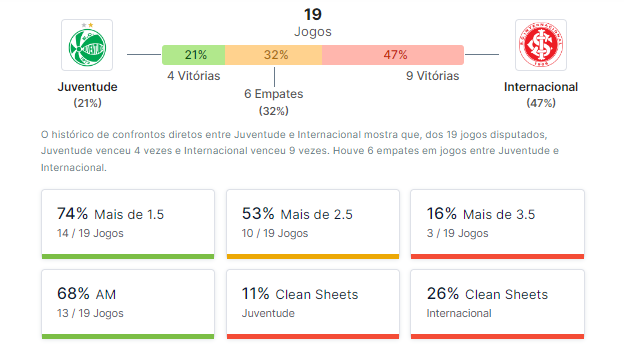 19
Jogos
21%
32%
47%
4 Vitórias
9 Vitórias
6 Empates
(32%)
Juventude
(21%)
Internacional
(47%)
O histórico de confrontos diretos entre Juventude e Internacional mostra que, dos 19 jogos disputados,
Juventude venceu 4 vezes e Internacional venceu 9 vezes. Houve 6 empates em jogos entre Juventude e
Internacional.
74% Mais de 1.5
14 / 19 Jogos
53% Mais de 2.5
10 / 19 Jogos
16% Mais de 3.5
3 / 19 Jogos
68% AM
13 / 19 Jogos
11% Clean Sheets
Juventude
26% Clean Sheets
Internacional